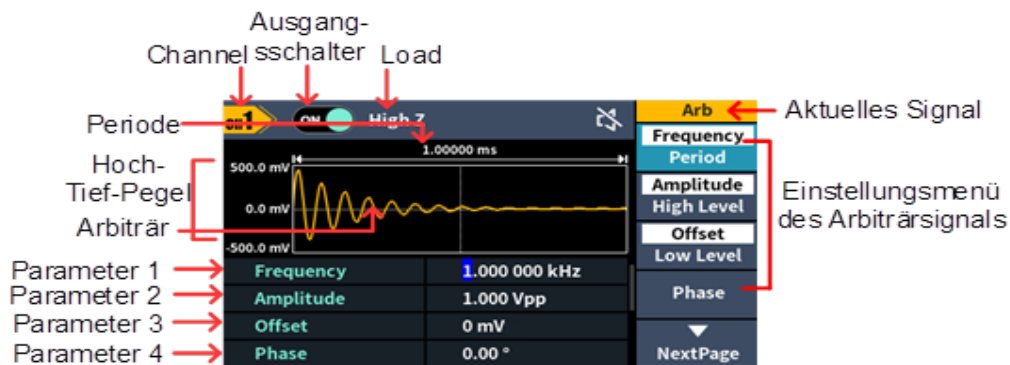 Ausgang-
Channel sschalter Load
ON High Z Arb Aktuelles Signal
Periode 1.00000 ms Frequency
Period
Hoch-
Tief-Pegel
500.0 mV
0.0 mV
-500.0 mV
Arbiträr
Amplitude
High Level
Offset
Low Level
Phase
NextPage
Einstellungsmenü
des Arbiträrsignals
Parameter 1 Frequency 1.000 000 kHz
Parameter 2 Amplitude 1.000 Vpp
Parameter 3 Offset 0 mV
Parameter 4 Phase 0.00 °